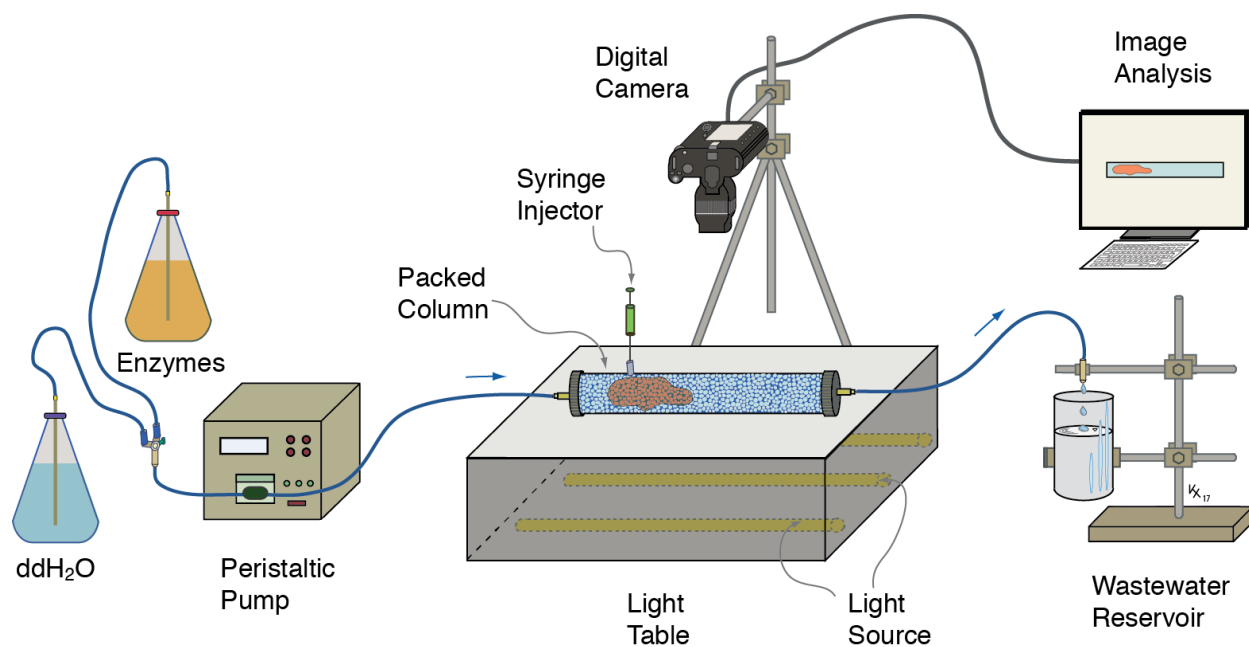 Digital
Camera
Image
Analysis
Syringe
Injector
Packed
Column
Enzymes
ddH₂O
Peristaltic
Pump
Light
Table
Light
Source
Wastewater
Reservoir